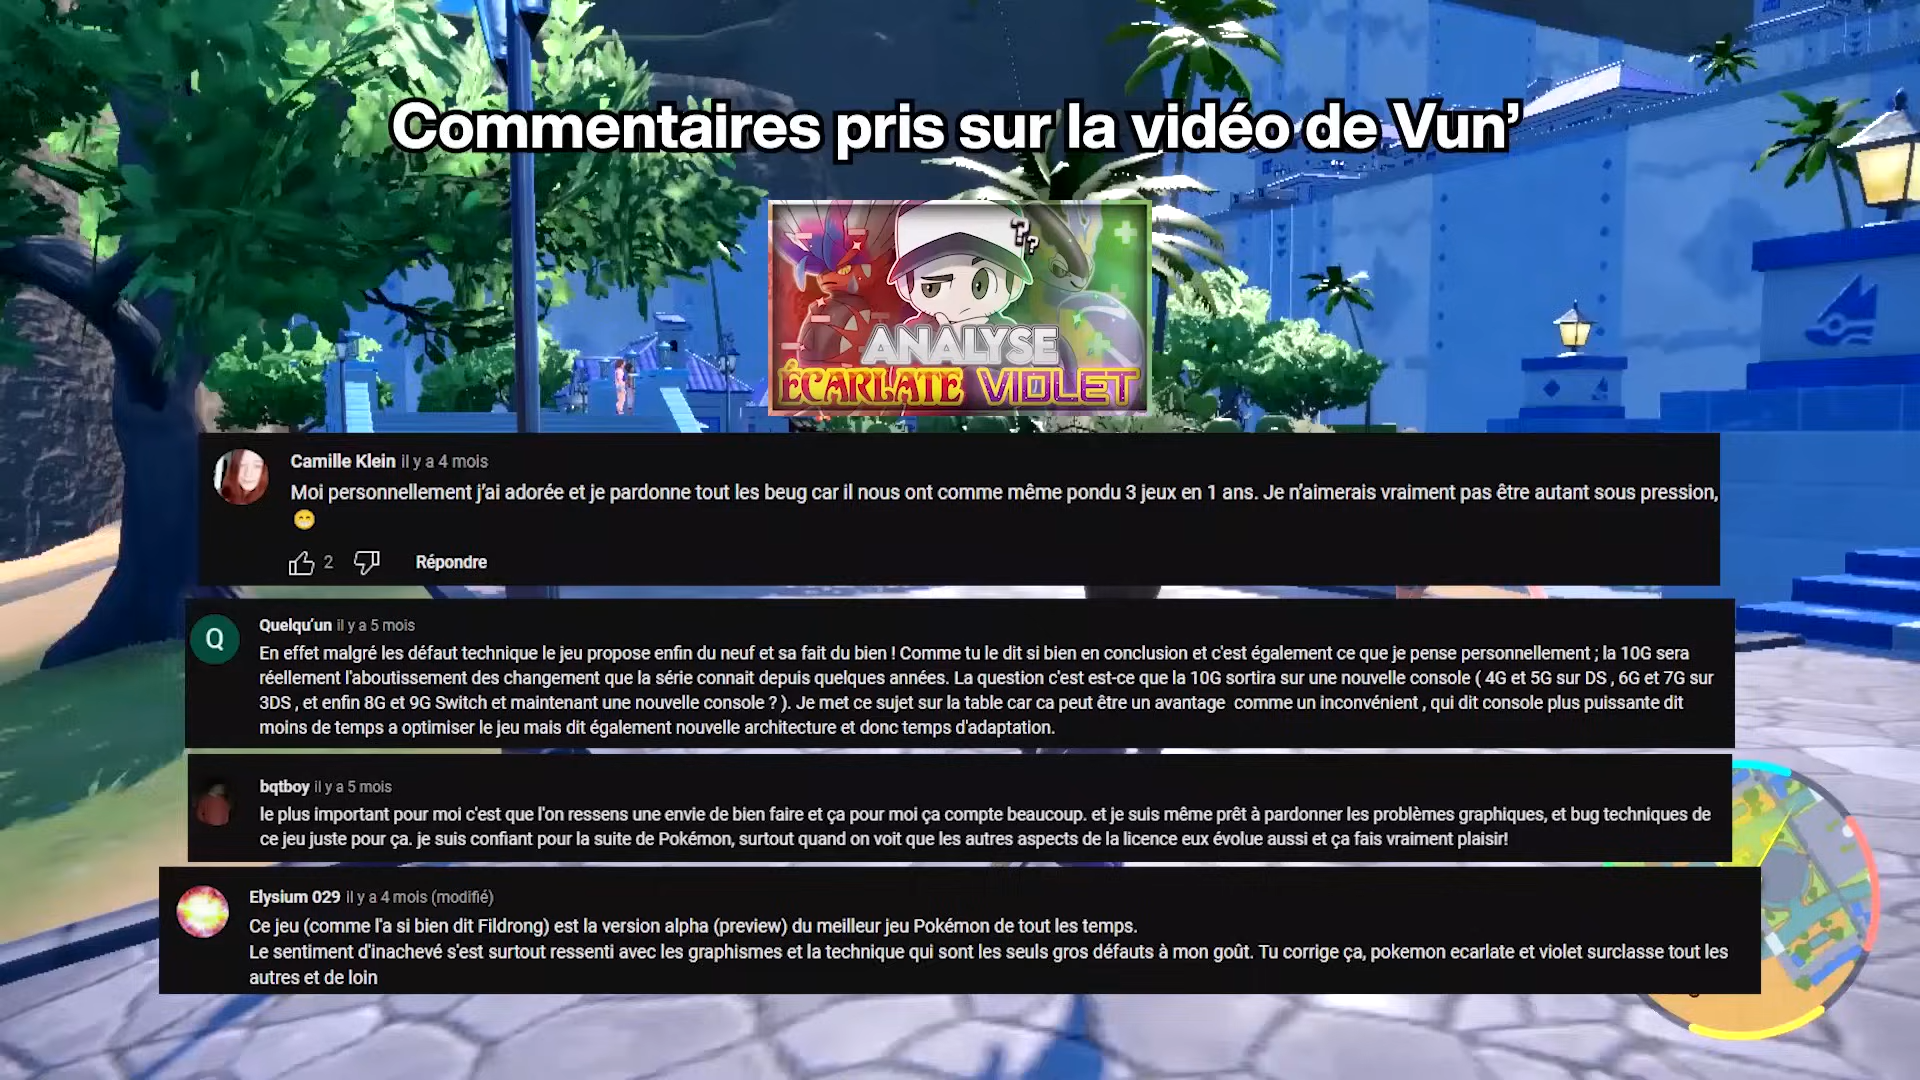 Commentaires pris sur la vidéo de Vun’
??
ANALYSE
ÉCARLATE VIOLET
Camille Klein il y a 4 mois
Moi personnellement j’ai adorée et je pardonne tout les beug car il nous ont comme même pondu 3 jeux en 1 ans. Je n’aimerais vraiment pas être autant sous pression,
😁
2 Répondre
Q
Quelqu’un il y a 5 mois
En effet malgré les défaut technique le jeu propose enfin du neuf et sa fait du bien ! Comme tu le dit si bien en conclusion et c'est également ce que je pense personnellement ; la 10G sera
réellement l'aboutissement des changement que la série connait depuis quelques années. La question c'est est-ce que la 10G sortira sur une nouvelle console ( 4G et 5G sur DS , 6G et 7G sur
3DS , et enfin 8G et 9G Switch et maintenant une nouvelle console ? ). Je met ce sujet sur la table car ca peut être un avantage  comme un inconvénient , qui dit console plus puissante dit
moins de temps a optimiser le jeu mais dit également nouvelle architecture et donc temps d'adaptation.
bqtboy il y a 5 mois
le plus important pour moi c'est que l'on ressens une envie de bien faire et ça pour moi ça compte beaucoup. et je suis même prêt à pardonner les problèmes graphiques, et bug techniques de
ce jeu juste pour ça. je suis confiant pour la suite de Pokémon, surtout quand on voit que les autres aspects de la licence eux évolue aussi et ça fais vraiment plaisir!
Elysium 029 il y a 4 mois (modifié)
Ce jeu (comme l'a si bien dit Fildrong) est la version alpha (preview) du meilleur jeu Pokémon de tout les temps.
Le sentiment d'inachevé s'est surtout ressenti avec les graphismes et la technique qui sont les seuls gros défauts à mon goût. Tu corrige ça, pokemon ecarlate et violet surclasse tout les
autres et de loin